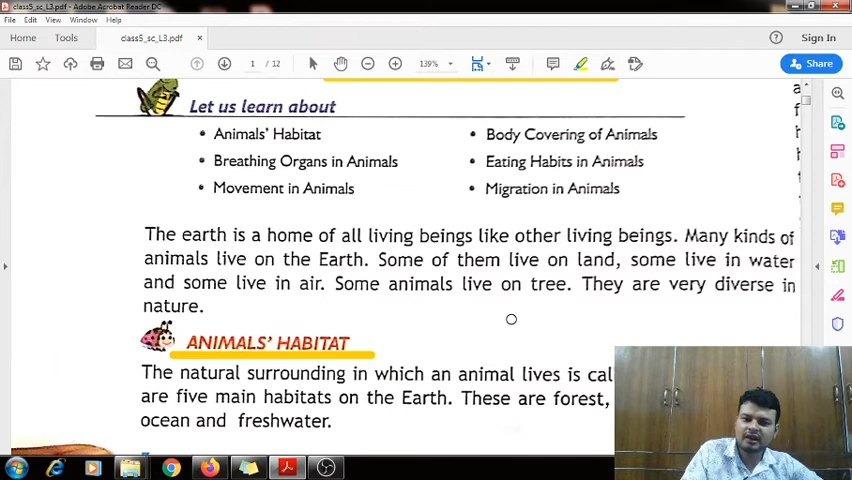 class5_sc_L3.pdf - Adobe Acrobat Reader DC
File Edit View Window Help
Home Tools class5_sc_L3.pdf × Sign In
1 / 12 139% Share
Let us learn about
• Animals' Habitat • Body Covering of Animals
• Breathing Organs in Animals • Eating Habits in Animals
• Movement in Animals • Migration in Animals
The earth is a home of all living beings like other living beings. Many kinds of
animals live on the Earth. Some of them live on land, some live in water
and some live in air. Some animals live on tree. They are very diverse in
nature.
ANIMALS' HABITAT
The natural surrounding in which an animal lives is cal
are five main habitats on the Earth. These are forest,
ocean and freshwater.